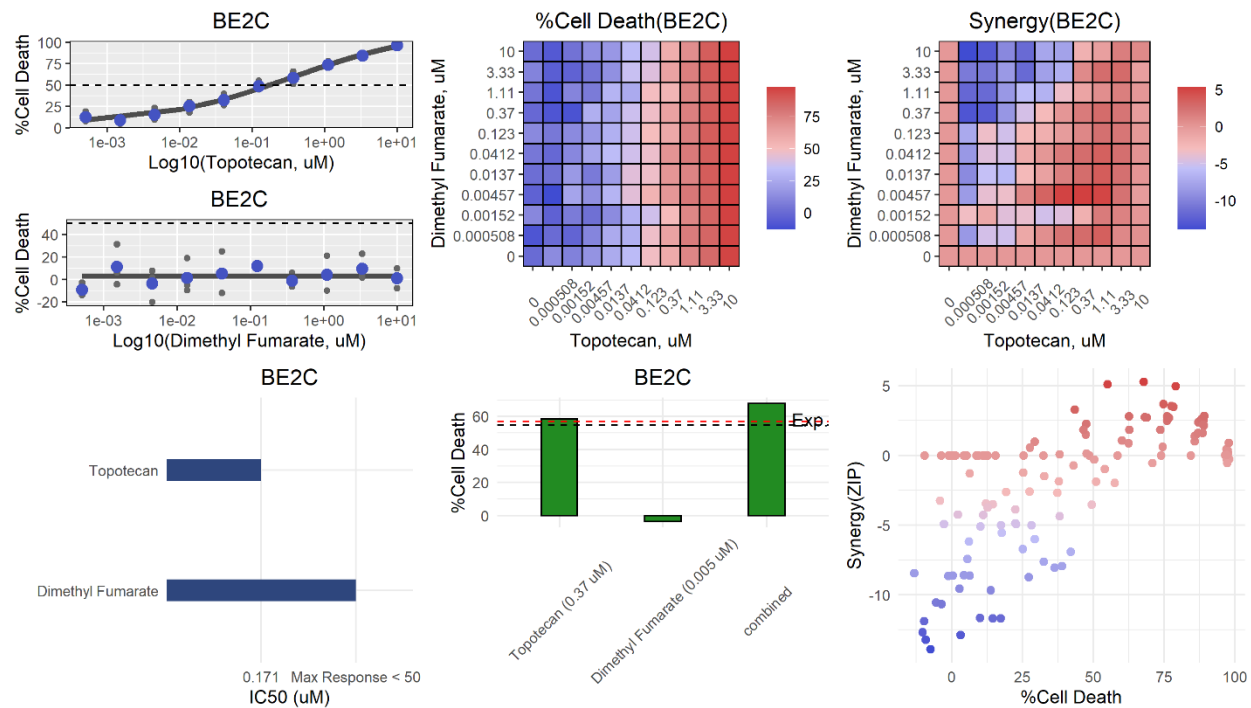 BE2C
%Cell Death
100
75
50
25
0
1e-03
1e-02
1e-01
1e+00
1e+01
Log10(Topotecan, uM)
BE2C
%Cell Death
40
20
0
-20
1e-03
1e-02
1e-01
1e+00
1e+01
Log10(Dimethyl Fumarate, uM)
%Cell Death(BE2C)
Dimethyl Fumarate, uM
10
3.33
1.11
0.37
0.123
0.0412
0.0137
0.00457
0.00152
0.000508
0
0
0.000508
0.00152
0.00457
0.0137
0.0412
0.123
0.37
1.11
3.33
10
Topotecan, uM
75
50
25
0
Synergy(BE2C)
Dimethyl Fumarate, uM
10
3.33
1.11
0.37
0.123
0.0412
0.0137
0.00457
0.00152
0.000508
0
0
0.000508
0.00152
0.00457
0.0137
0.0412
0.123
0.37
1.11
3.33
10
Topotecan, uM
5
0
-5
-10
BE2C
Topotecan
Dimethyl Fumarate
0.171
Max Response < 50
IC50 (uM)
BE2C
%Cell Death
60
40
20
0
Exp.
Topotecan (0.37 uM)
Dimethyl Fumarate (0.005 uM)
combined
Synergy(ZIP)
5
0
-5
-10
0
25
50
75
100
%Cell Death